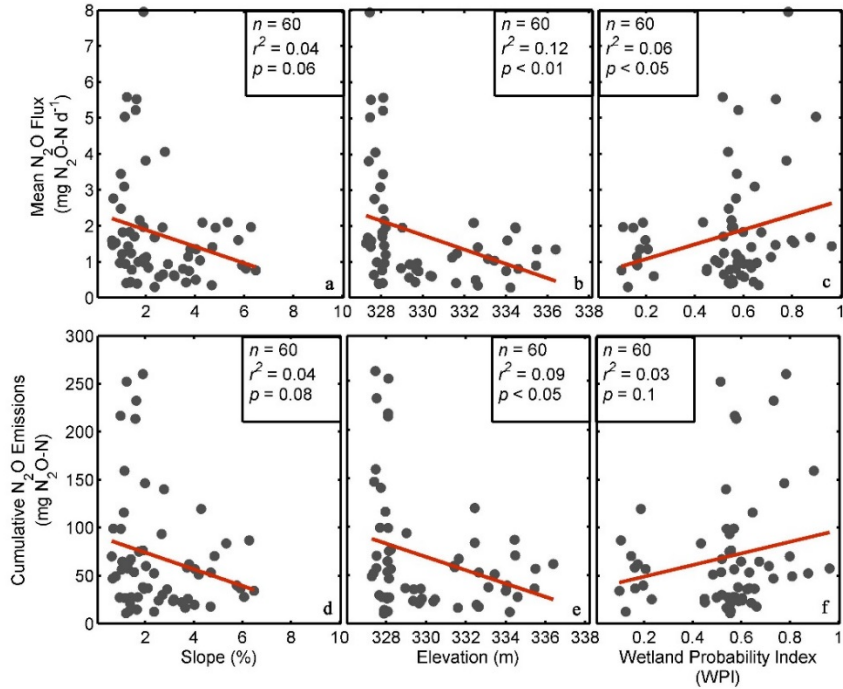 8
7
6
5
4
3
2
1
0
Mean N2O Flux
(mg N2O-N d-1)
n = 60
r2 = 0.04
p = 0.06
a
2 4 6 8 10
n = 60
r2 = 0.12
p < 0.01
b
328 330 332 334 336 338
n = 60
r2 = 0.06
p < 0.05
c
0 0.2 0.4 0.6 0.8 1
300
250
200
150
100
50
0
Cumulative N2O Emissions
(mg N2O-N)
n = 60
r2 = 0.04
p = 0.08
d
2 4 6 8 10
Slope (%)
n = 60
r2 = 0.09
p < 0.05
e
328 330 332 334 336 338
Elevation (m)
n = 60
r2 = 0.03
p = 0.1
f
0 0.2 0.4 0.6 0.8 1
Wetland Probability Index
(WPI)